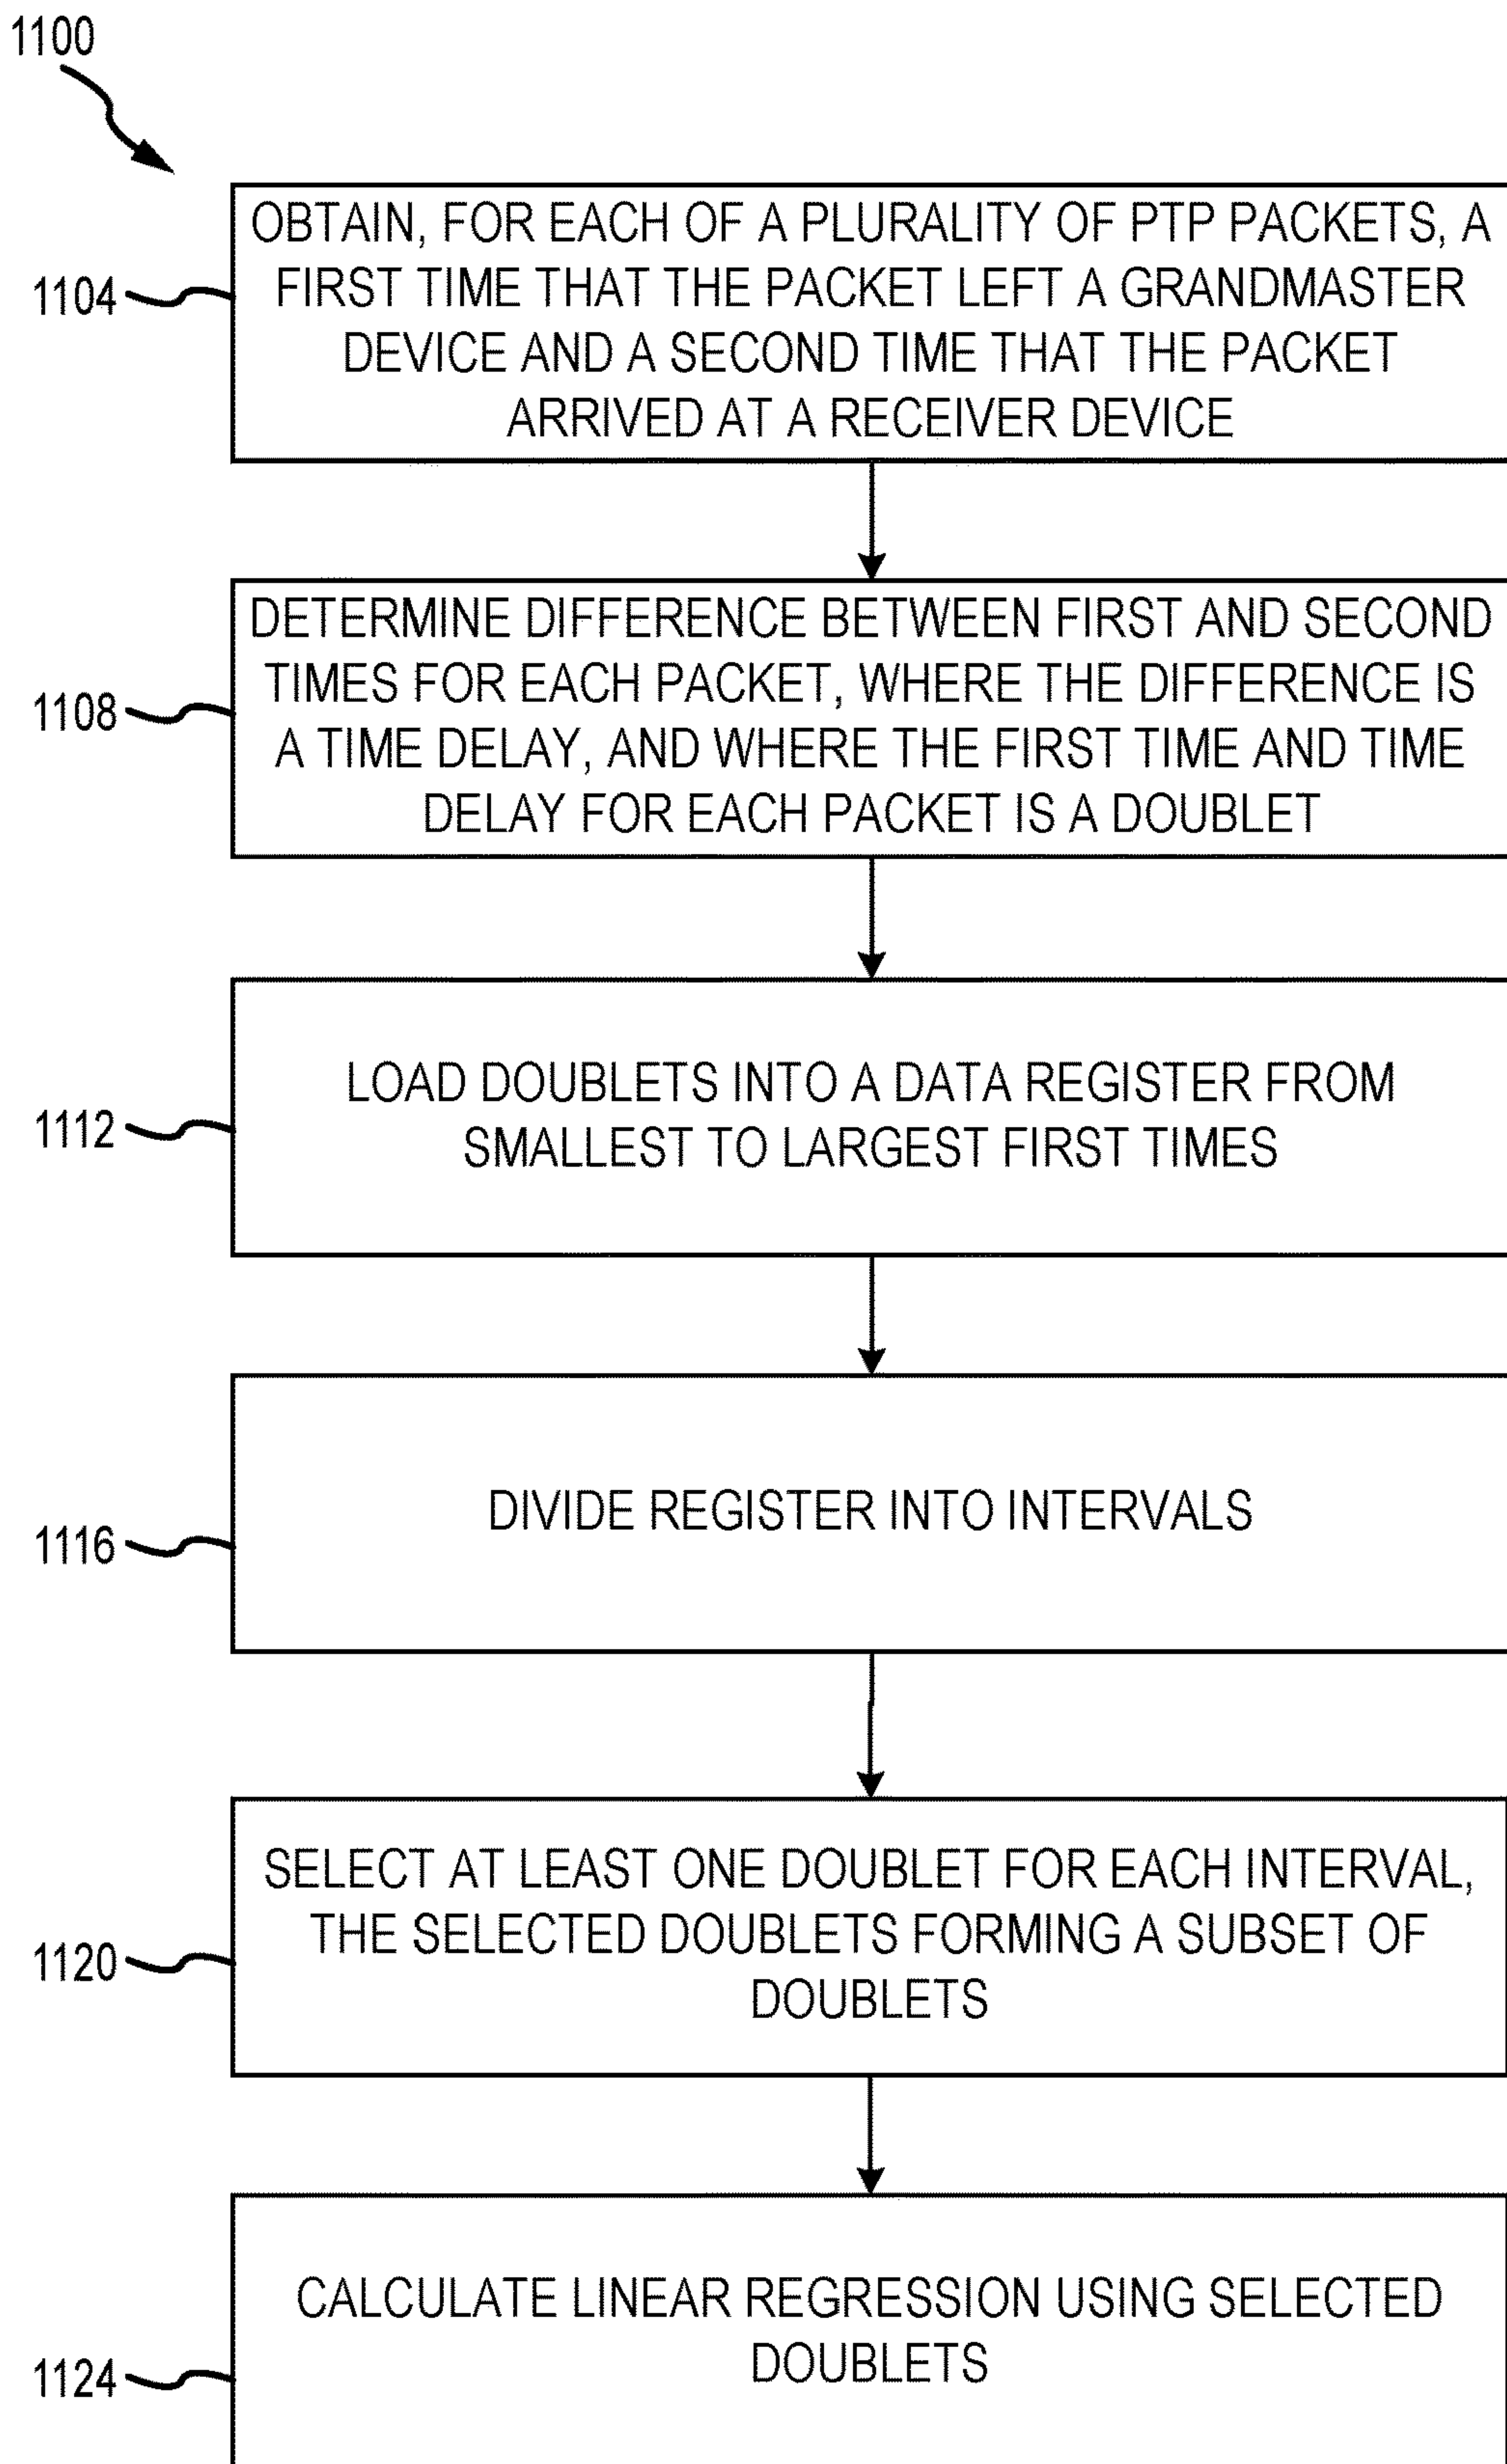 1100
1104
OBTAIN, FOR EACH OF A PLURALITY OF PTP PACKETS, A
FIRST TIME THAT THE PACKET LEFT A GRANDMASTER
DEVICE AND A SECOND TIME THAT THE PACKET
ARRIVED AT A RECEIVER DEVICE
1108
DETERMINE DIFFERENCE BETWEEN FIRST AND SECOND
TIMES FOR EACH PACKET, WHERE THE DIFFERENCE IS
A TIME DELAY, AND WHERE THE FIRST TIME AND TIME
DELAY FOR EACH PACKET IS A DOUBLET
1112
LOAD DOUBLETS INTO A DATA REGISTER FROM
SMALLEST TO LARGEST FIRST TIMES
1116
DIVIDE REGISTER INTO INTERVALS
1120
SELECT AT LEAST ONE DOUBLET FOR EACH INTERVAL,
THE SELECTED DOUBLETS FORMING A SUBSET OF
DOUBLETS
1124
CALCULATE LINEAR REGRESSION USING SELECTED
DOUBLETS